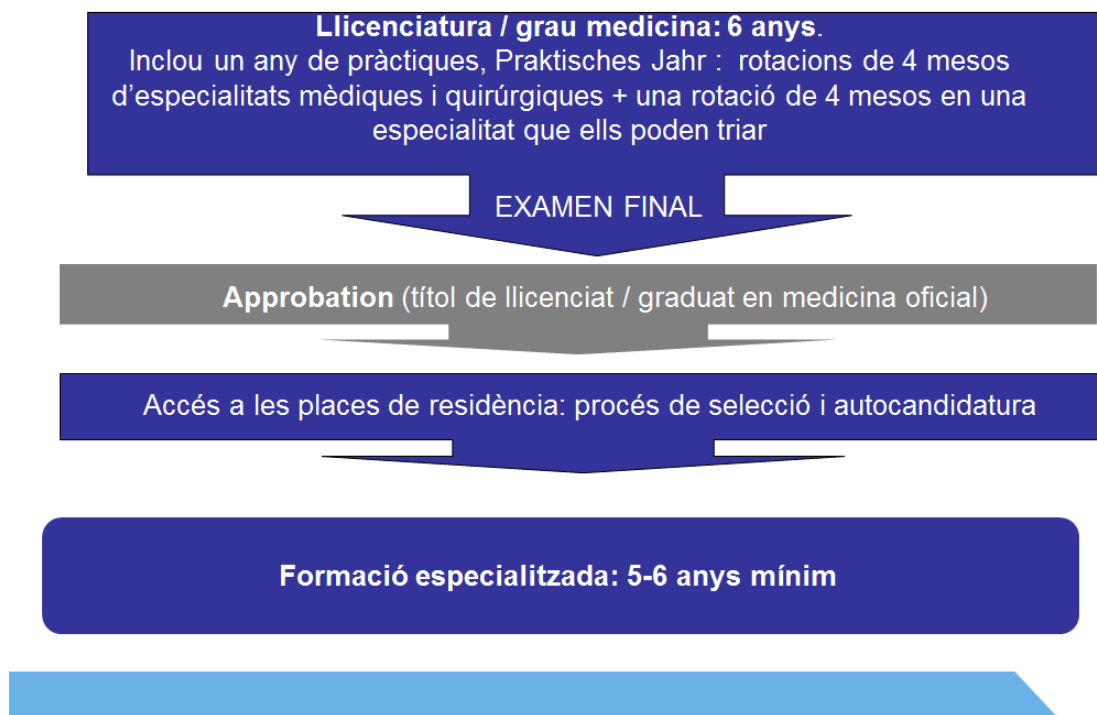 Llicenciatura / grau medicina: 6 anys.
Inclou un any de pràctiques, Praktisches Jahr :  rotacions de 4 mesos
d’especialitats mèdiques i quirúrgiques + una rotació de 4 mesos en una
especialitat que ells poden triar
EXAMEN FINAL
Approbation (títol de llicenciat / graduat en medicina oficial)
Accés a les places de residència: procés de selecció i autocandidatura
Formació especialitzada: 5-6 anys mínim